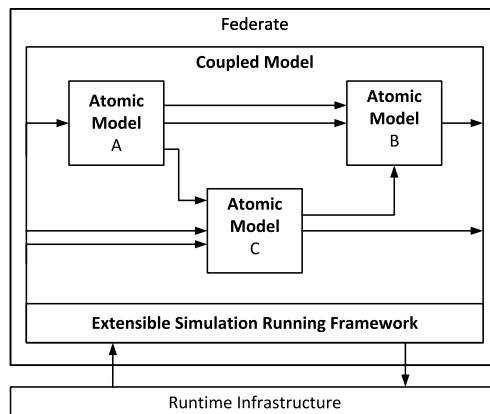 Federate
Coupled Model
Atomic
Model
A
Atomic
Model
B
Atomic
Model
C
Extensible Simulation Running Framework
Runtime Infrastructure